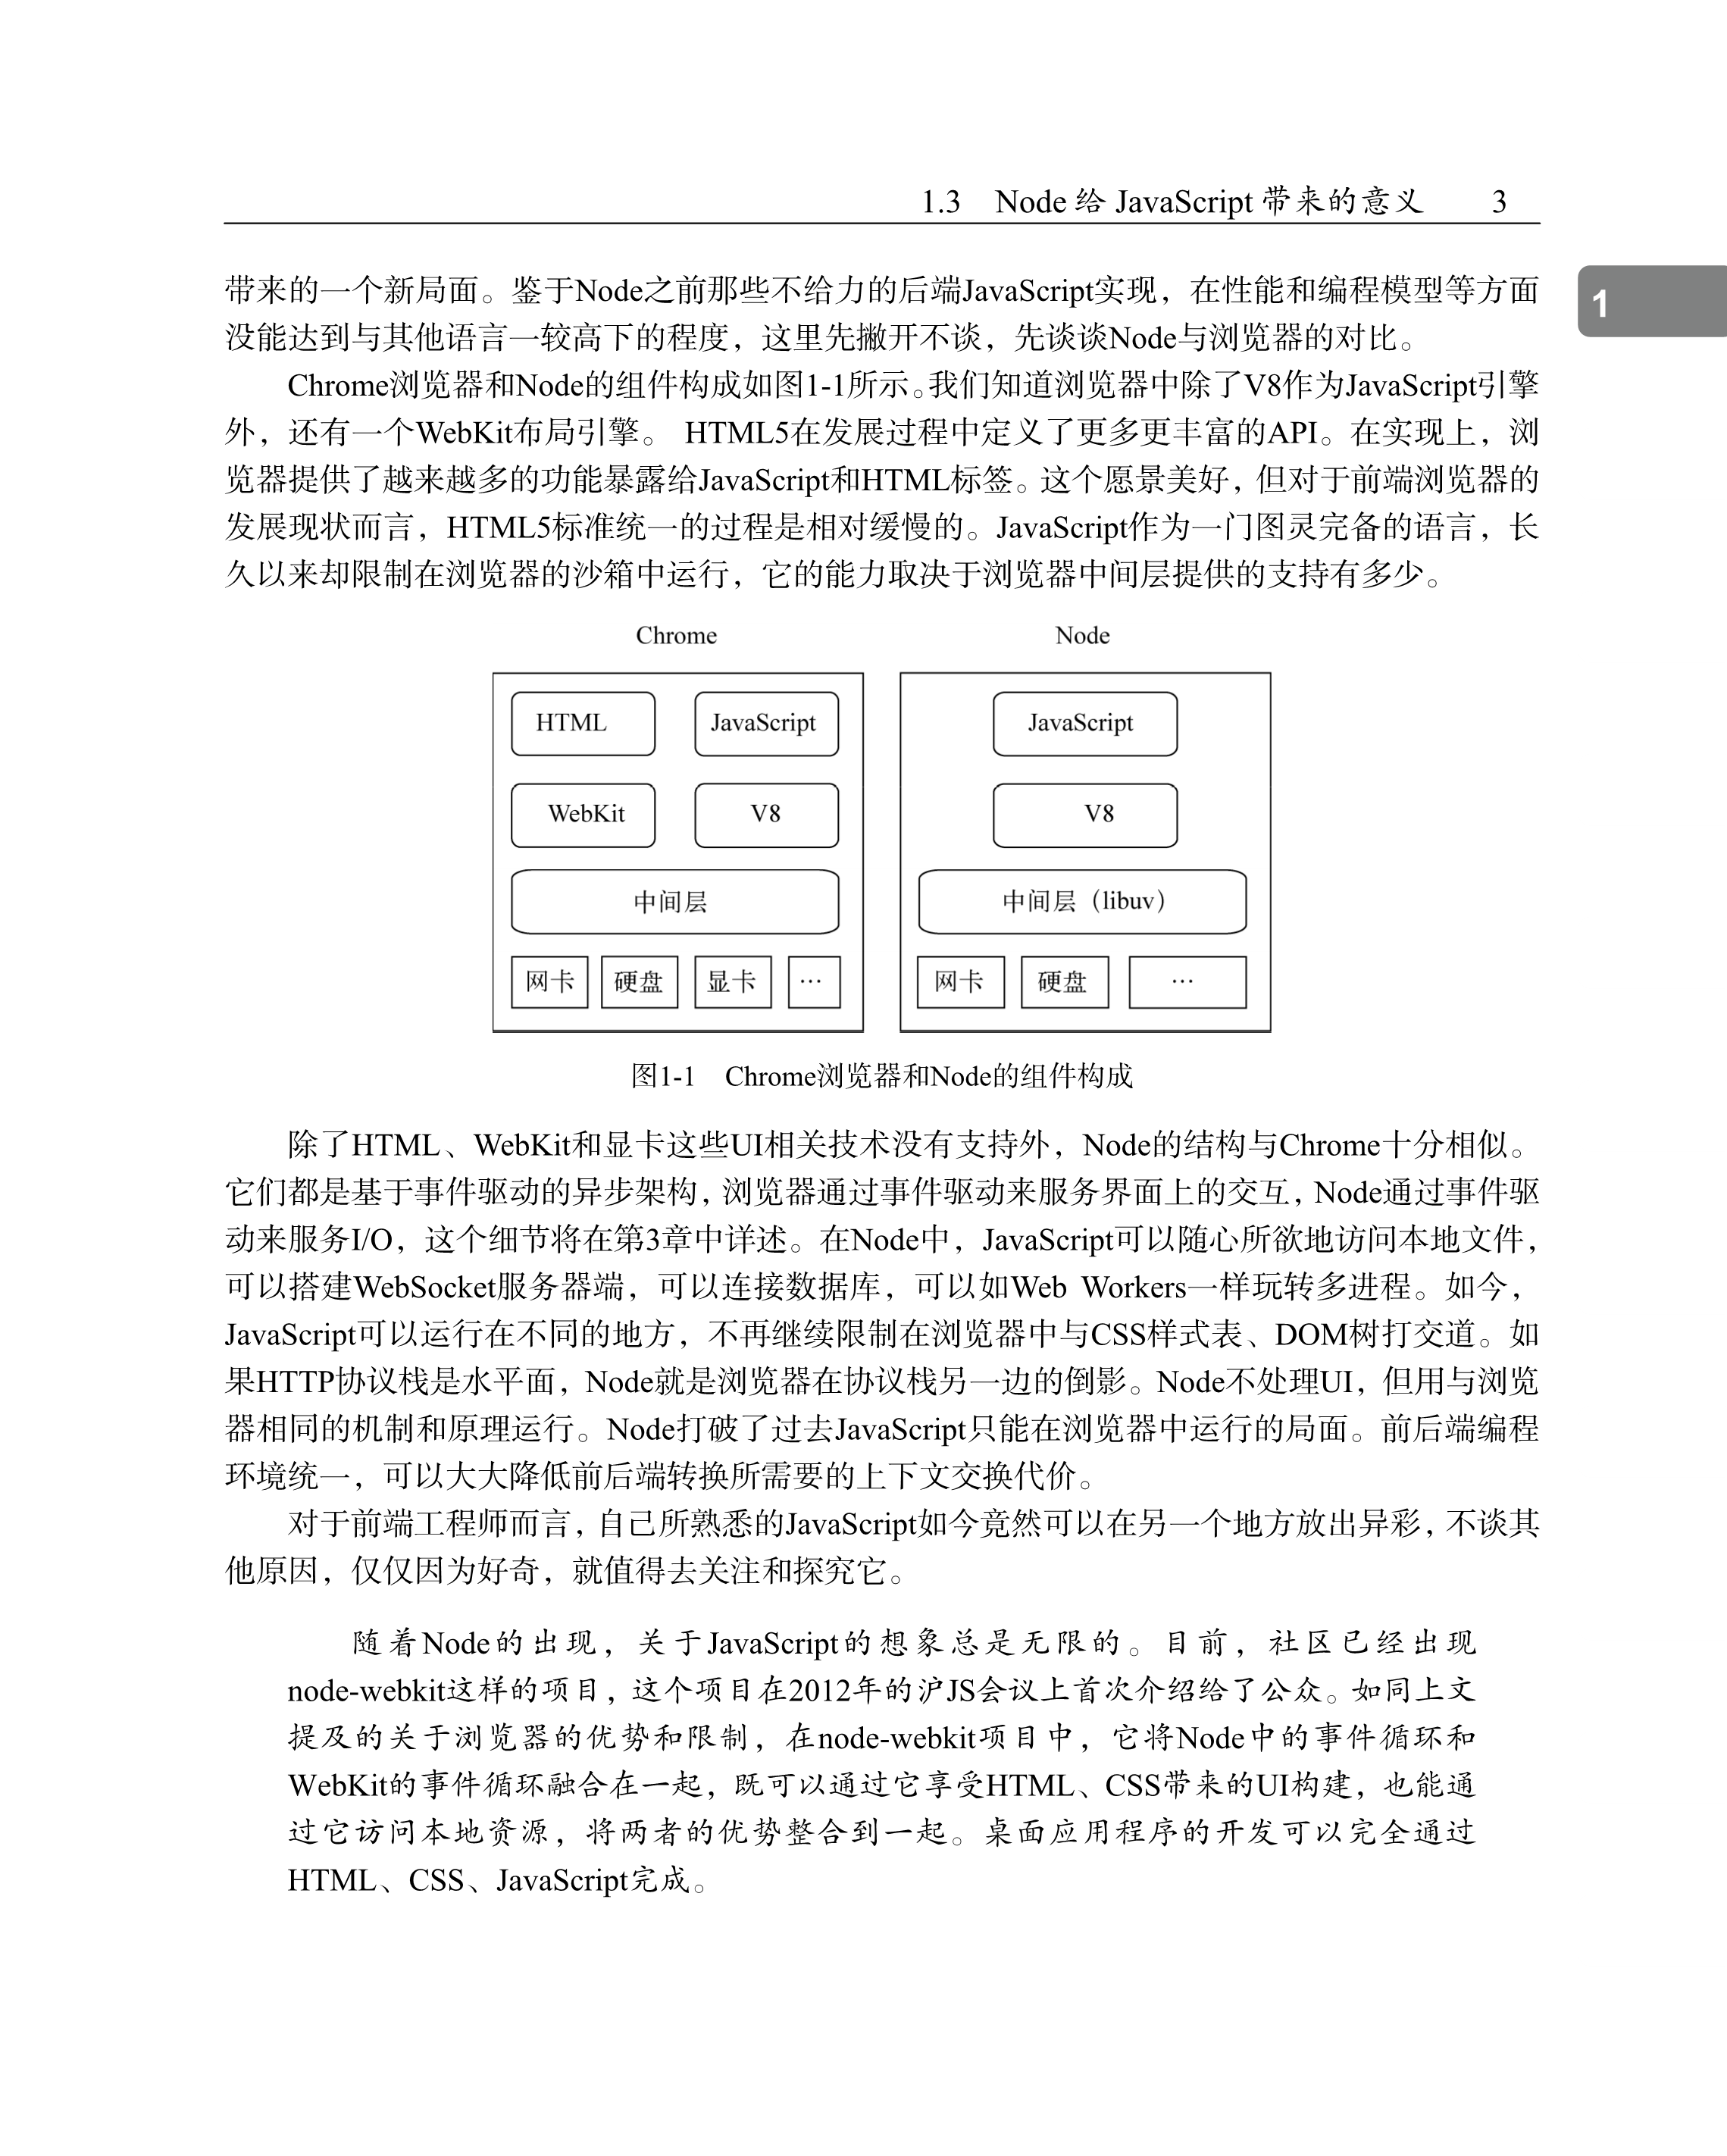 1.3 Node 给 JavaScript 带来的意义 3
1
带来的一个新局面。鉴于Node之前那些不给力的后端JavaScript实现，在性能和编程模型等方面
没能达到与其他语言一较高下的程度，这里先撇开不谈，先谈谈Node与浏览器的对比。
Chrome浏览器和Node的组件构成如图1-1所示。我们知道浏览器中除了V8作为JavaScript引擎
外，还有一个WebKit布局引擎。 HTML5在发展过程中定义了更多更丰富的API。在实现上，浏
览器提供了越来越多的功能暴露给JavaScript和HTML标签。这个愿景美好，但对于前端浏览器的
发展现状而言，HTML5标准统一的过程是相对缓慢的。JavaScript作为一门图灵完备的语言，长
久以来却限制在浏览器的沙箱中运行，它的能力取决于浏览器中间层提供的支持有多少。
Chrome
HTML JavaScript
WebKit V8
中间层
网卡 硬盘 显卡 …
Node
JavaScript
V8
中间层（libuv）
网卡 硬盘 …
图1-1 Chrome浏览器和Node的组件构成
除了HTML、WebKit和显卡这些UI相关技术没有支持外，Node的结构与Chrome十分相似。
它们都是基于事件驱动的异步架构，浏览器通过事件驱动来服务界面上的交互，Node通过事件驱
动来服务I/O，这个细节将在第3章中详述。在Node中，JavaScript可以随心所欲地访问本地文件，
可以搭建WebSocket服务器端，可以连接数据库，可以如Web Workers一样玩转多进程。如今，
JavaScript可以运行在不同的地方，不再继续限制在浏览器中与CSS样式表、DOM树打交道。如
果HTTP协议栈是水平面，Node就是浏览器在协议栈另一边的倒影。Node不处理UI，但用与浏览
器相同的机制和原理运行。Node打破了过去JavaScript只能在浏览器中运行的局面。前后端编程
环境统一，可以大大降低前后端转换所需要的上下文交换代价。
对于前端工程师而言，自己所熟悉的JavaScript如今竟然可以在另一个地方放出异彩，不谈其
他原因，仅仅因为好奇，就值得去关注和探究它。
随着Node的出现，关于JavaScript的想象总是无限的。目前，社区已经出现
node-webkit这样的项目，这个项目在2012年的沪JS会议上首次介绍给了公众。如同上文
提及的关于浏览器的优势和限制，在node-webkit项目中，它将Node中的事件循环和
WebKit的事件循环融合在一起，既可以通过它享受HTML、CSS带来的UI构建，也能通
过它访问本地资源，将两者的优势整合到一起。桌面应用程序的开发可以完全通过
HTML、CSS、JavaScript完成。